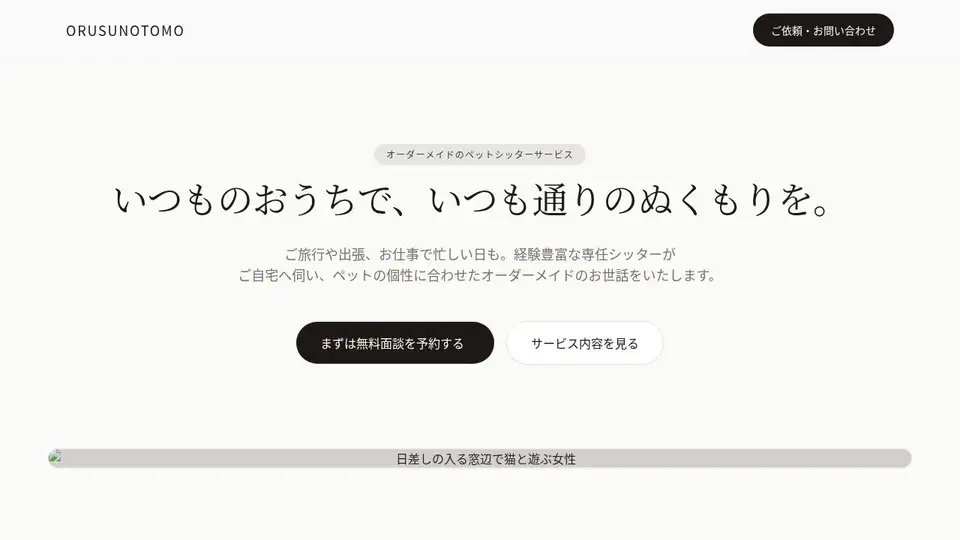 ORUSUNOTOMO
ご依頼・お問い合わせ
オーダーメイドのペットシッターサービス
いつものおうちで、いつも通りのぬくもりを。
ご旅行や出張、お仕事で忙しい日も。経験豊富な専任シッターが
ご自宅へ伺い、ペットの個性に合わせたオーダーメイドのお世話をいたします。
まずは無料面談を予約する
サービス内容を見る
日差しの入る窓辺で猫と遊ぶ女性